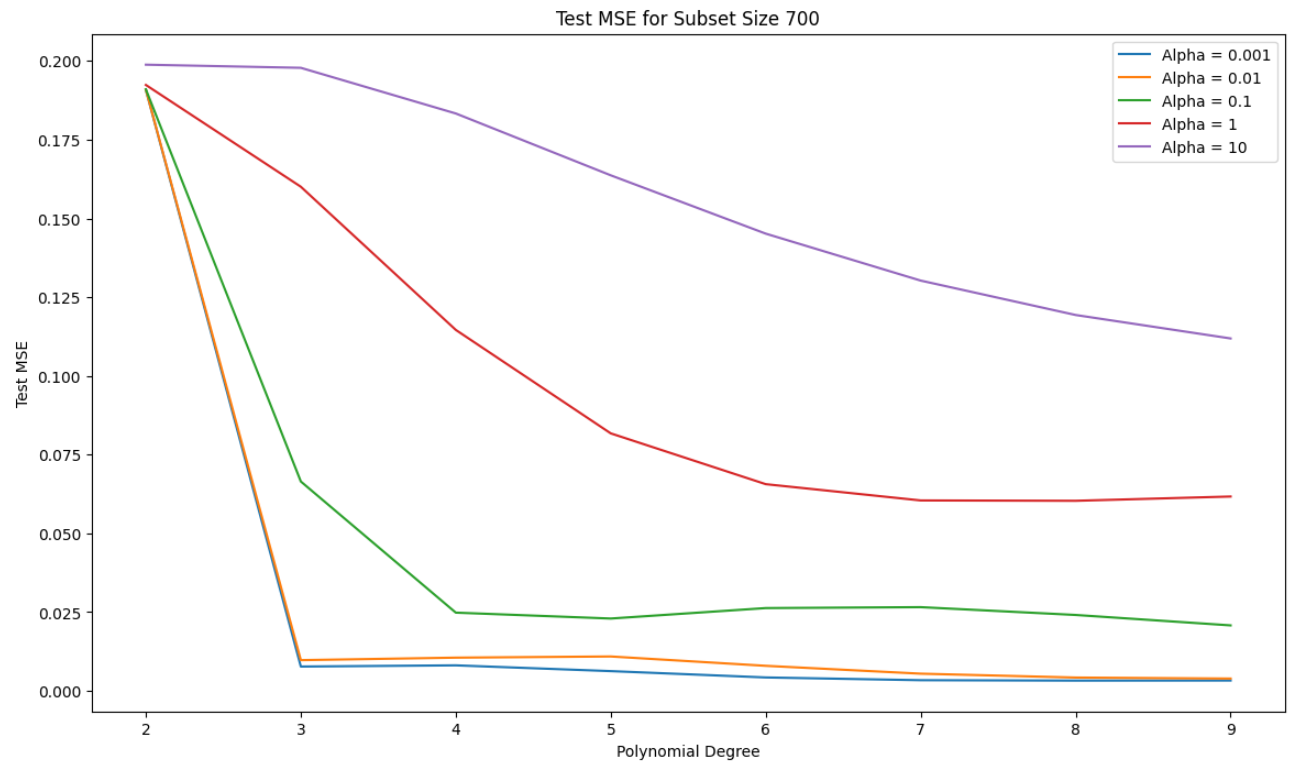 Test MSE for Subset Size 700
Alpha = 0.001
Alpha = 0.01
Alpha = 0.1
Alpha = 1
Alpha = 10
Test MSE
0.200
0.175
0.150
0.125
0.100
0.075
0.050
0.025
0.000
2 3 4 5 6 7 8 9
Polynomial Degree